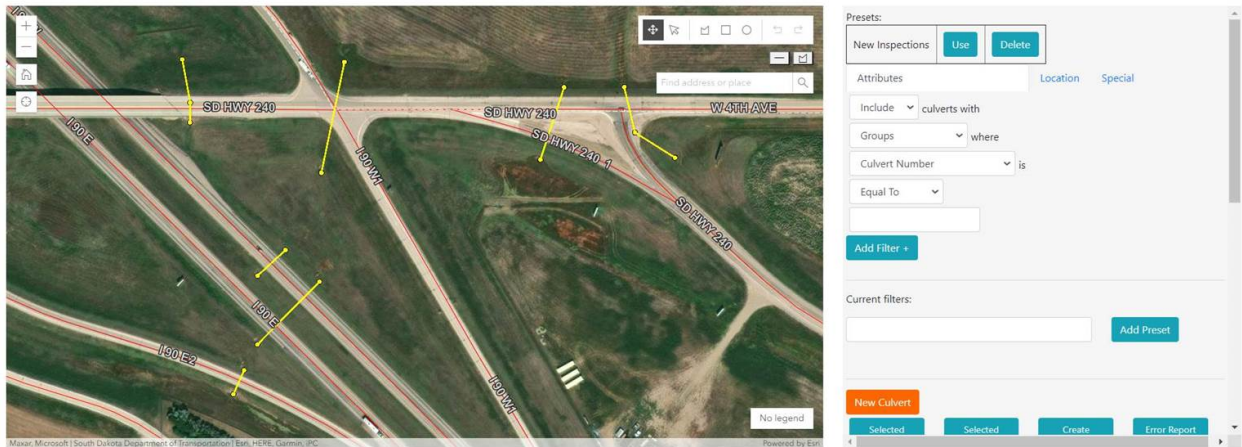 Presets:
New Inspections Use Delete
Attributes Location Special
Include culverts with
Groups where
Culvert Number is
Equal To
Add Filter +
Current filters:
Add Preset
New Culvert
Selected Selected Create Error Report
Find address or place
SD HWY 240
SD HWY 240
W 4TH AVE
SD HWY 240 1
I 90 E
I 90 W1
SD HWY 240
I 90 E
I 90 E2
I 90 W1
No legend
Maxar, Microsoft | South Dakota Department of Transportation | Esri, HERE, Garmin, iPC
Powered by Esri